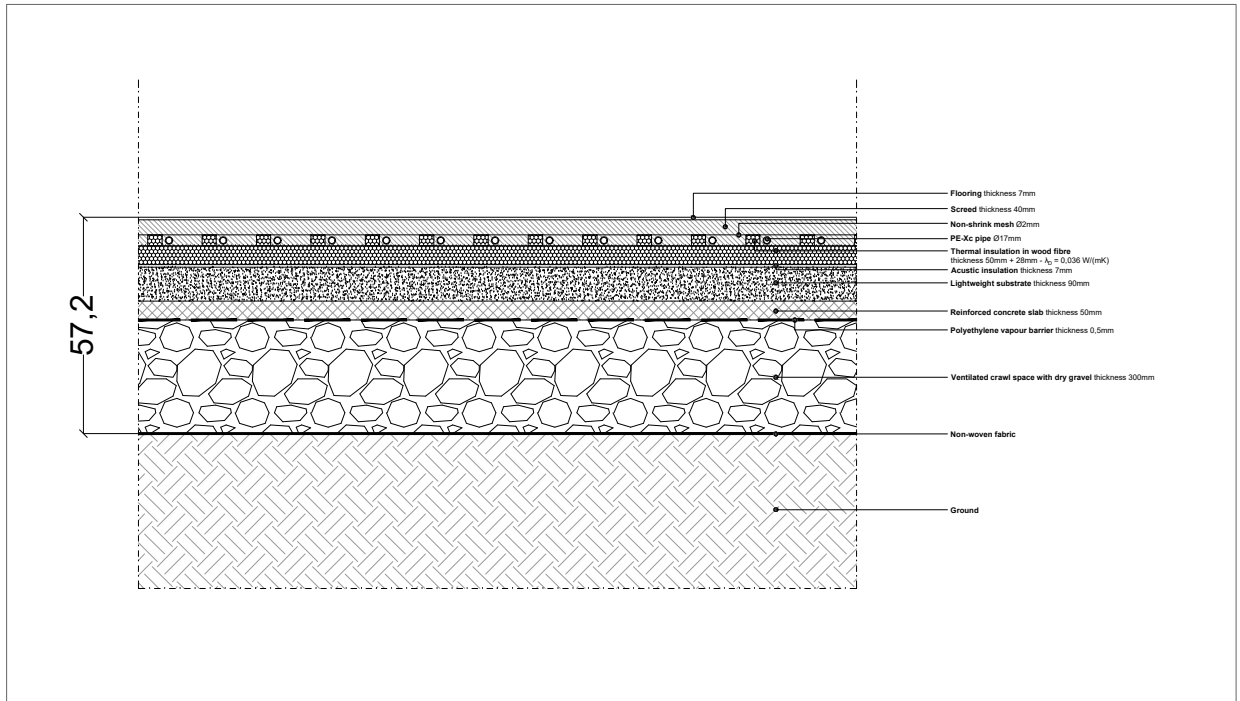 57,2
Flooring thickness 7mm
Screed thickness 40mm
Non-shrink mesh Ø2mm
PE-Xc pipe Ø17mm
Thermal insulation in wood fibre
thickness 50mm + 28mm - λD = 0,036 W/(mK)
Acustic insulation thickness 7mm
Lightweight substrate thickness 90mm
Reinforced concrete slab thickness 50mm
Polyethylene vapour barrier thickness 0,5mm
Ventilated crawl space with dry gravel thickness 300mm
Non-woven fabric
Ground